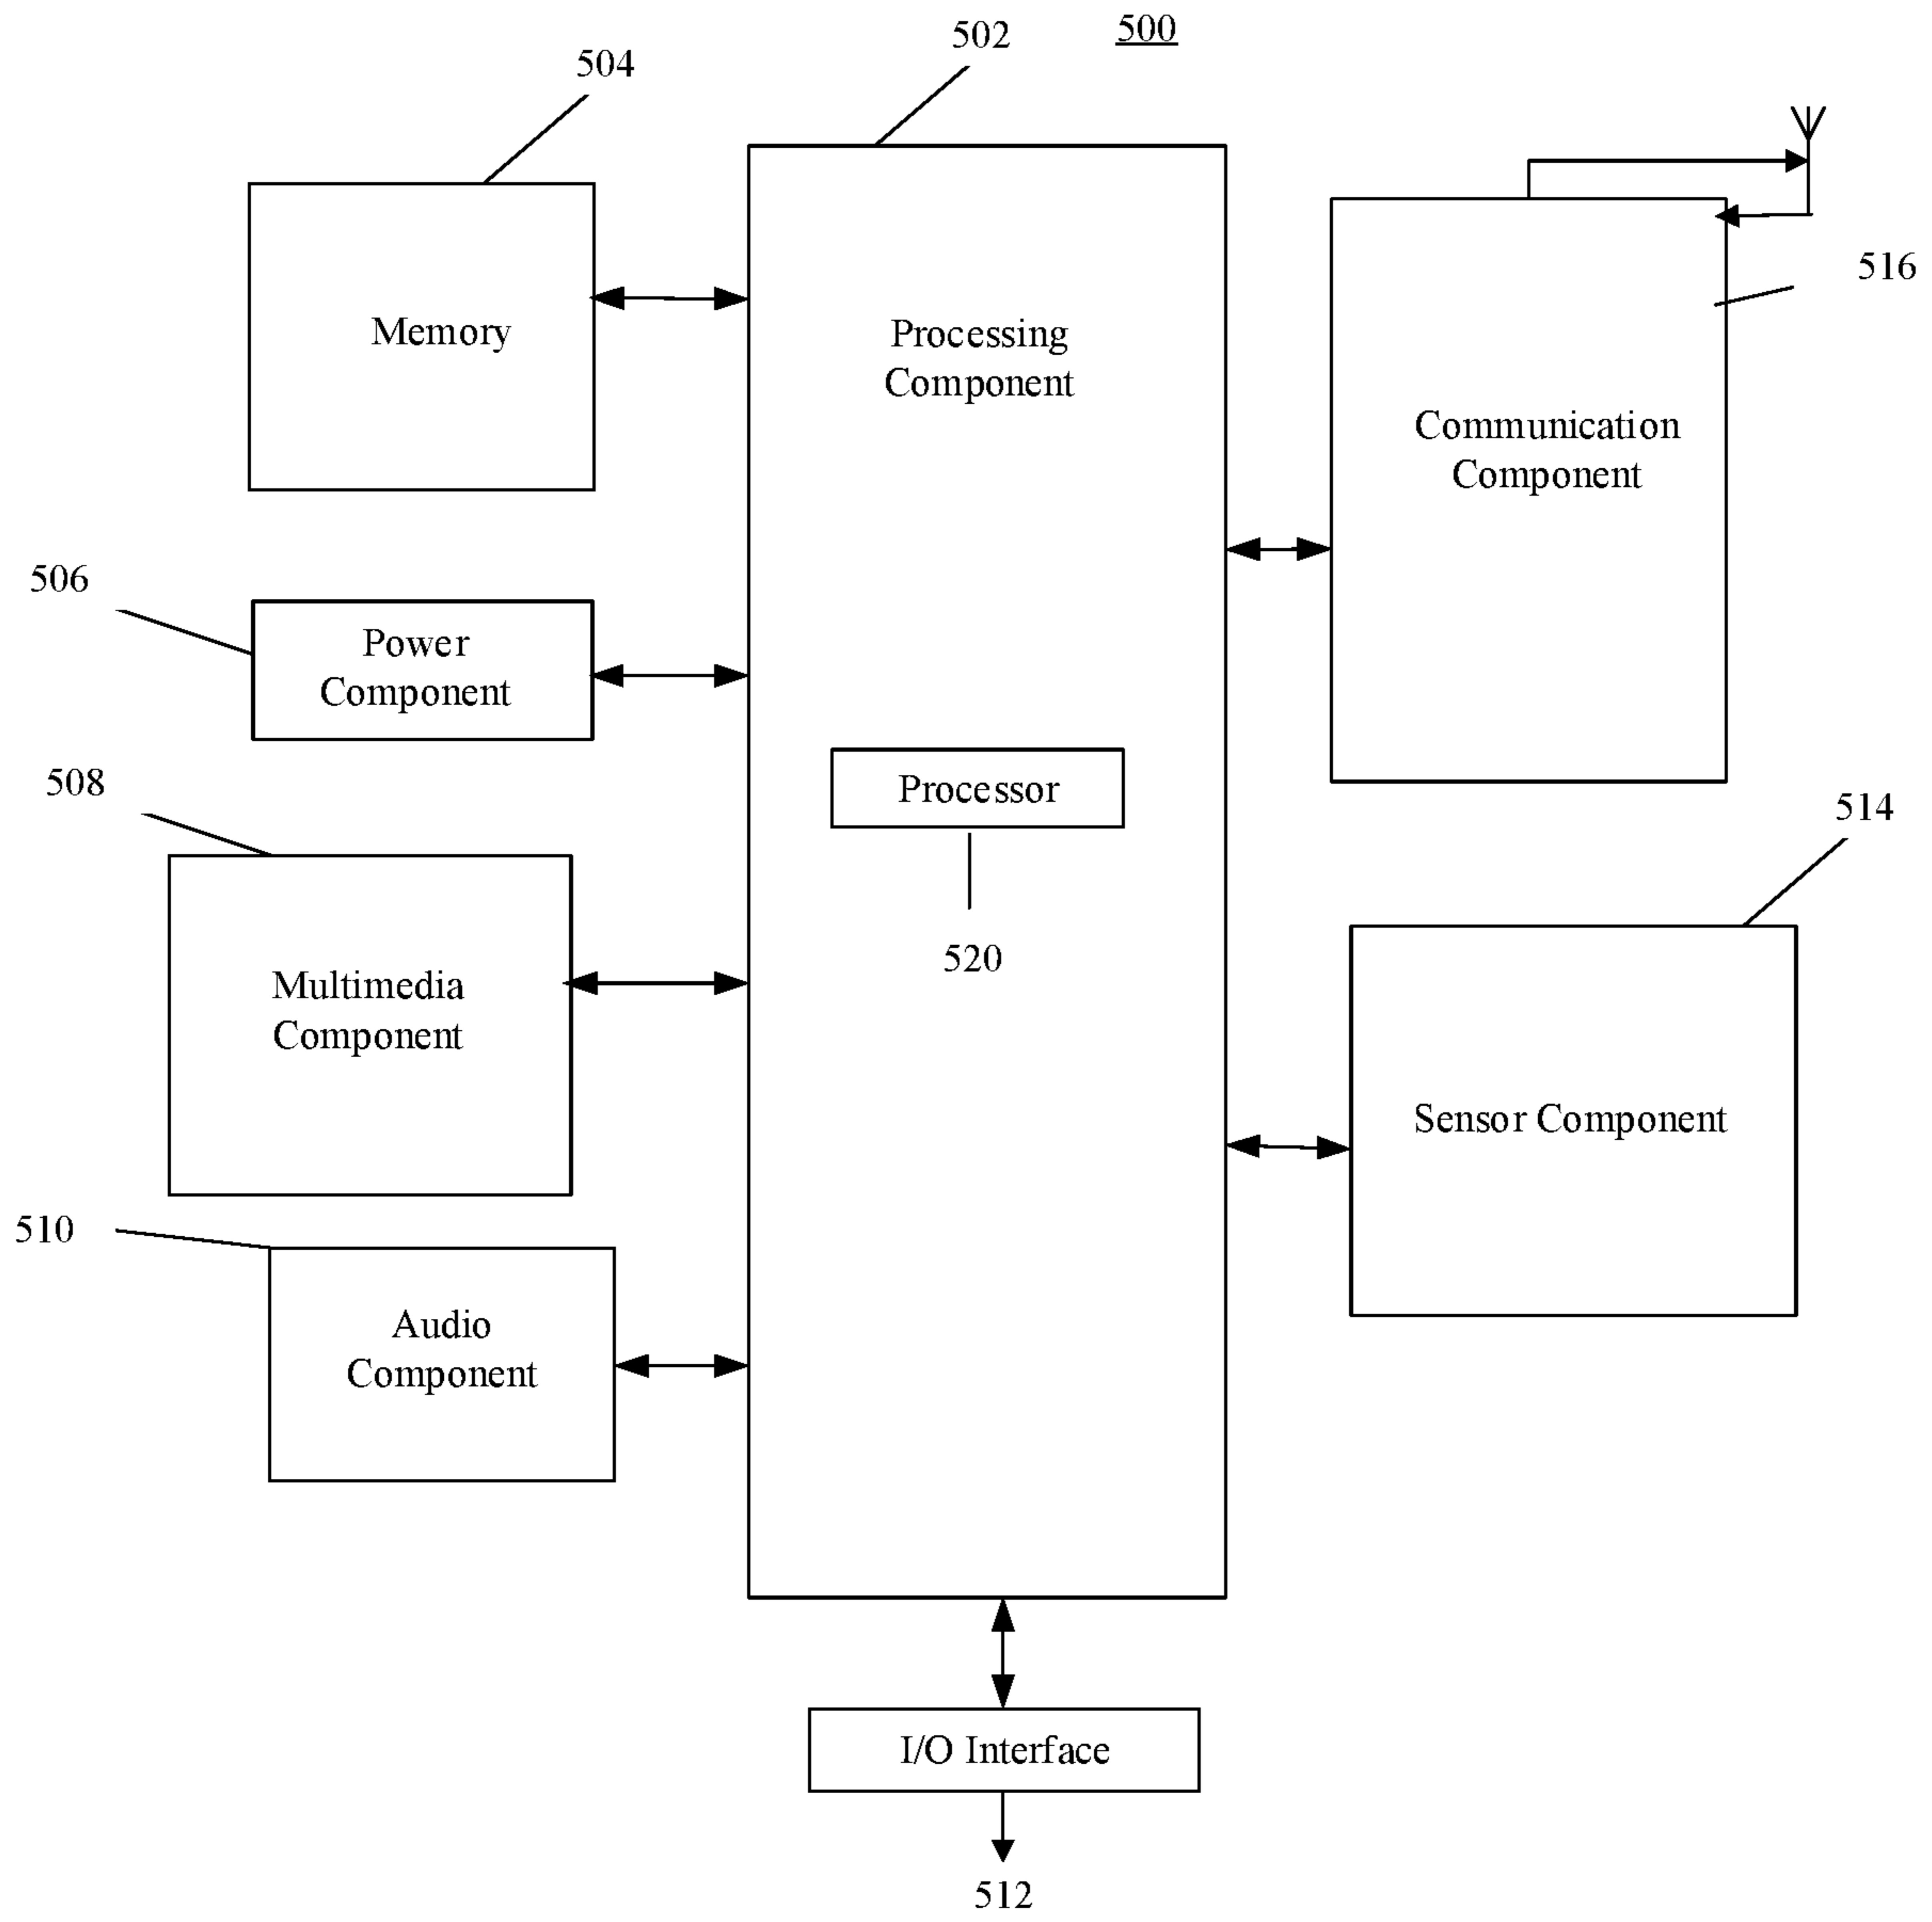 500
502
504
516
Memory
Processing
Component
Communication
Component
506
Power
Component
508
Processor
514
520
Multimedia
Component
Sensor Component
510
Audio
Component
I/O Interface
512